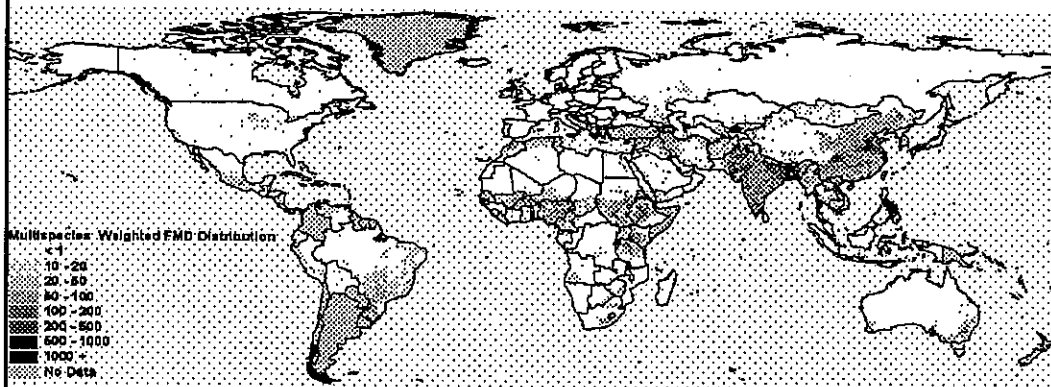 Multispecies Weighted FMD Distribution
< 1
10 - 20
20 - 50
50 - 100
100 - 200
200 - 500
500 - 1000
1000 +
No Data